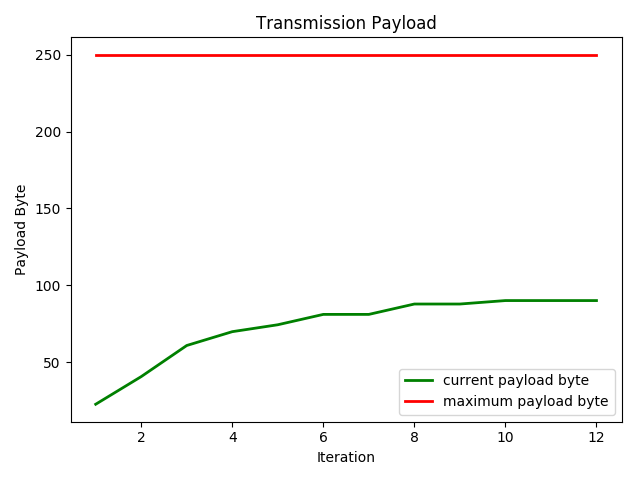 Transmission Payload
250
200
150
100
50
Payload Byte
2
4
6
8
10
12
Iteration
current payload byte
maximum payload byte